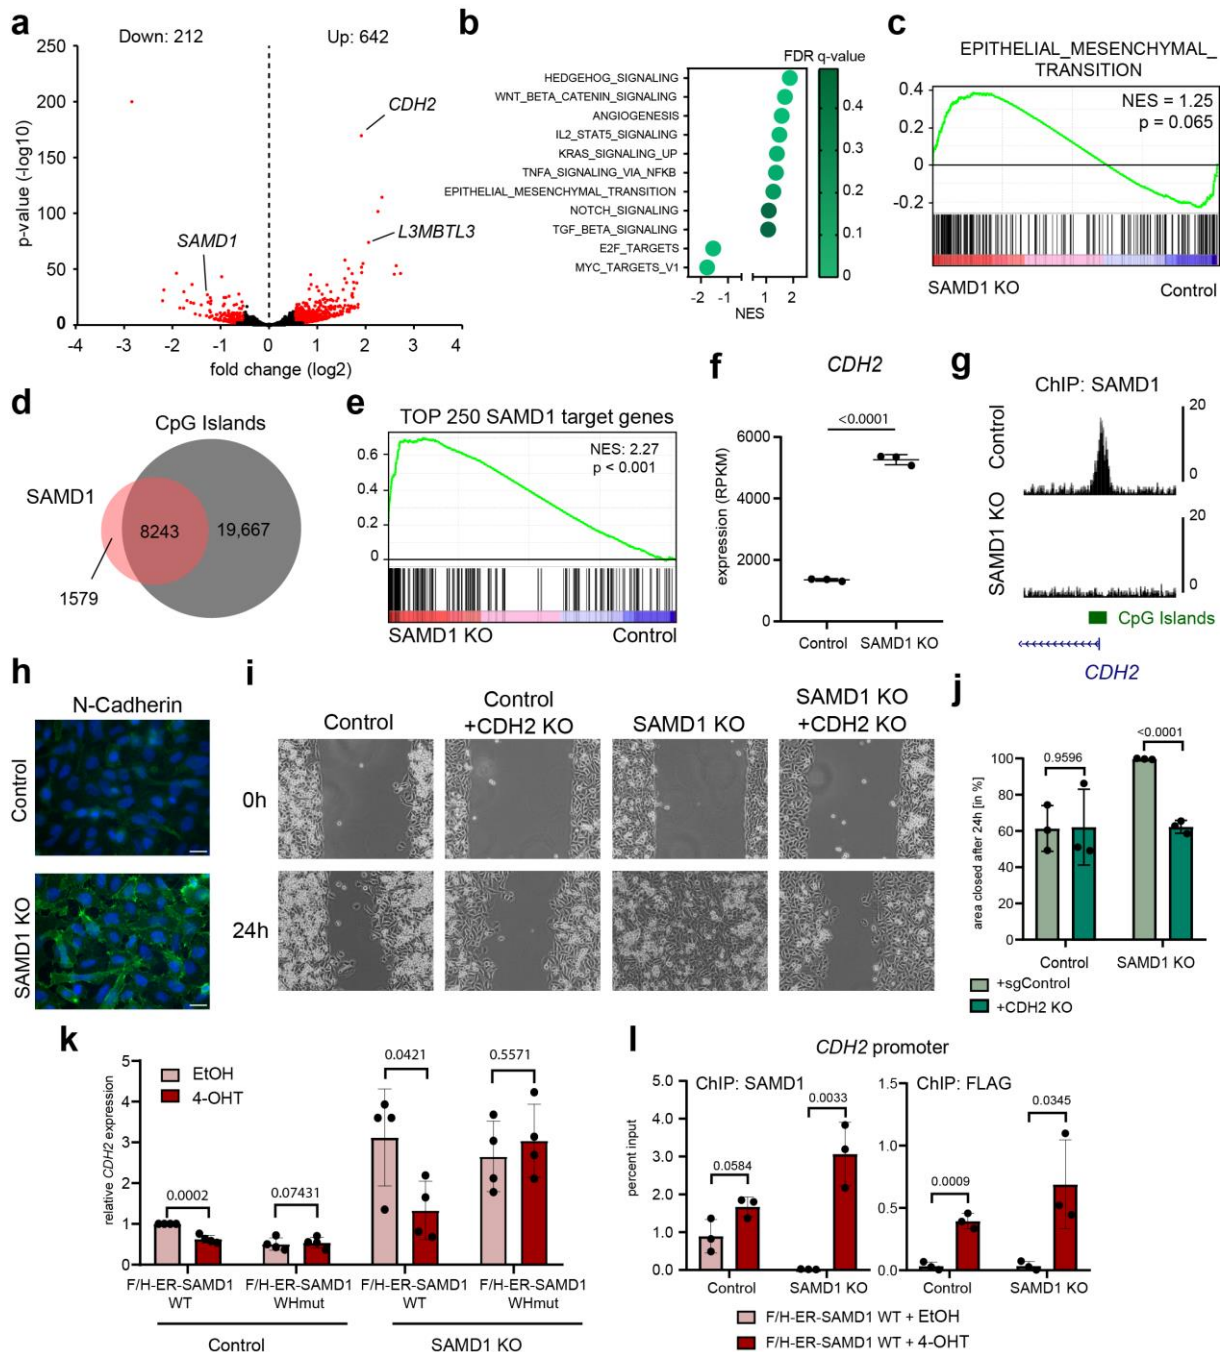 a
Down: 212
Up: 642
250
200
150
100
50
0
p-value (-log10)
CDH2
L3MBTL3
SAMD1
-4
-3
-2
-1
0
1
2
3
4
fold change (log2)
b
FDR q-value
HEDGEHOG_SIGNALING
WNT_BETA_CATENIN_SIGNALING
ANGIOGENESIS
IL2_STAT5_SIGNALING
KRAS_SIGNALING_UP
TNFA_SIGNALING_VIA_NFKB
EPITHELIAL_MESENCHYMAL_TRANSITION
NOTCH_SIGNALING
TGF_BETA_SIGNALING
E2F_TARGETS
MYC_TARGETS_V1
0.4
0.3
0.2
0.1
0
-2
-1
1
2
NES
c
EPITHELIAL_MESENCHYMAL_
TRANSITION
NES = 1.25
p = 0.065
0.4
0.2
0
-0.2
SAMD1 KO
Control
d
CpG Islands
SAMD1
8243
19,667
1579
e
TOP 250 SAMD1 target genes
NES: 2.27
p < 0.001
0.6
0.4
0.2
0
SAMD1 KO
Control
f
CDH2
<0.0001
6000
4000
2000
0
expression (RPKM)
Control
SAMD1 KO
g
ChIP: SAMD1
Control
20
0
SAMD1 KO
20
0
CpG Islands
CDH2
h
N-Cadherin
Control
SAMD1 KO
i
Control
Control
+CDH2 KO
SAMD1 KO
SAMD1 KO
+CDH2 KO
0h
24h
j
<0.0001
0.9596
100
80
60
40
20
0
area closed after 24h [in %]
Control
SAMD1 KO
+sgControl
+CDH2 KO
k
EtOH
4-OHT
0.0421
0.5571
0.0002
0.07431
5
4
3
2
1
0
relative CDH2 expression
F/H-ER-SAMD1
WT
F/H-ER-SAMD1
WHmut
F/H-ER-SAMD1
WT
F/H-ER-SAMD1
WHmut
Control
SAMD1 KO
l
CDH2 promoter
ChIP: SAMD1
0.0033
0.0584
5.0
4.0
3.0
2.0
1.0
0.0
percent input
Control
SAMD1 KO
ChIP: FLAG
0.0345
0.0009
1.5
1.0
0.5
0.0
Control
SAMD1 KO
F/H-ER-SAMD1 WT + EtOH
F/H-ER-SAMD1 WT + 4-OHT